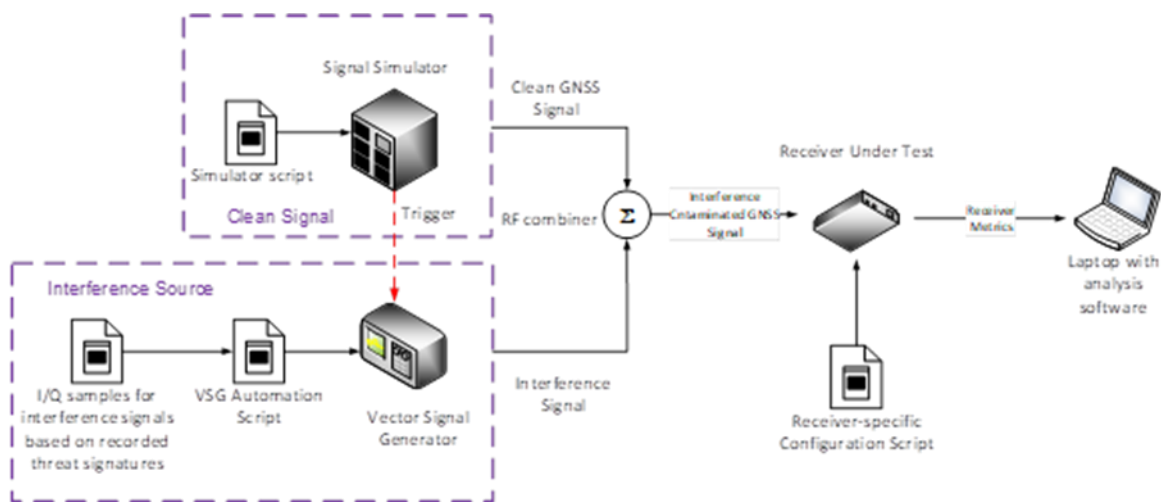 Signal Simulator
Simulator script
Clean Signal
Trigger
Clean GNSS
Signal
RF combiner
Σ
Interference
Cntaminated GNSS
Signal
Receiver Under Test
Receiver
Metrics
Laptop with
analysis
software
Interference Source
I/Q samples for
interference signals
based on recorded
threat signatures
VSG Automation
Script
Vector Signal
Generator
Interference
Signal
Receiver-specific
Configuration Script